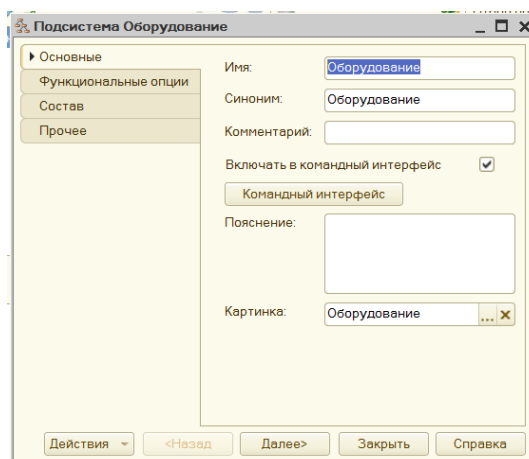 Подсистема Оборудование
Основные
Функциональные опции
Состав
Прочее
Имя: Оборудование
Синоним: Оборудование
Комментарий:
Включать в командный интерфейс
Командный интерфейс
Пояснение:
Картинка: Оборудование ...
Действия <Назад Далее> Закрыть Справка